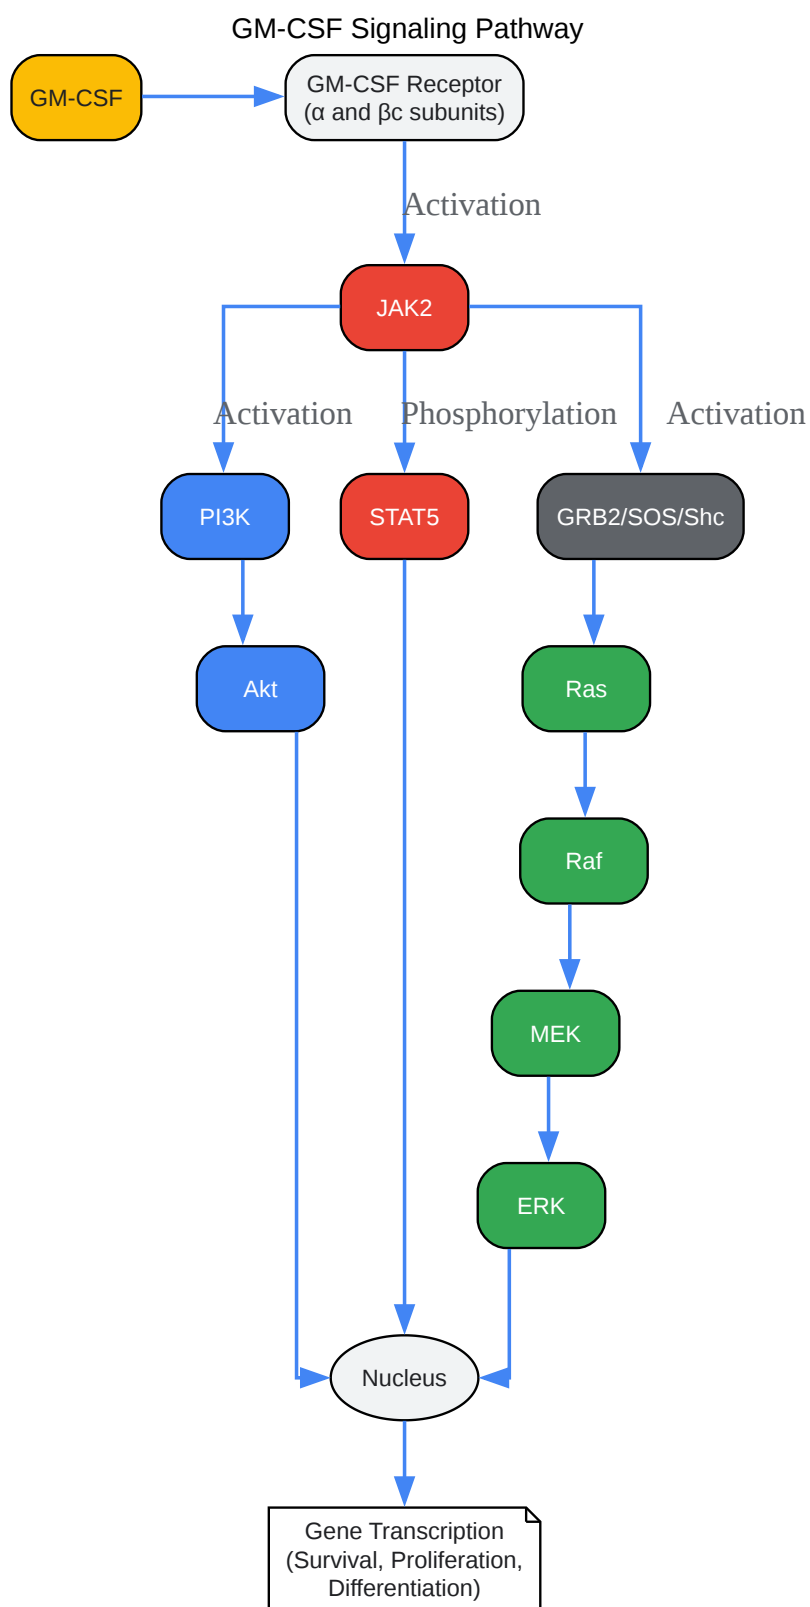 GM-CSF Signaling Pathway
GM-CSF
GM-CSF Receptor
(α and βc subunits)
Activation
JAK2
Activation
Phosphorylation
Activation
PI3K
STAT5
GRB2/SOS/Shc
Akt
Ras
Raf
MEK
ERK
Nucleus
Gene Transcription
(Survival, Proliferation,
Differentiation)